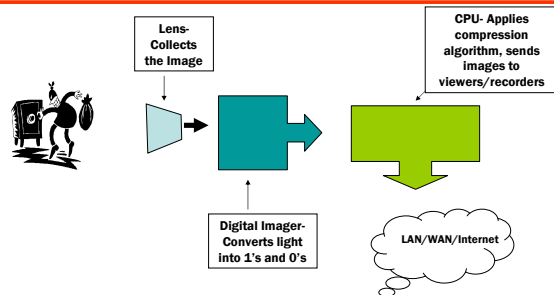 Lens-
Collects
the Image
CPU- Applies
compression
algorithm, sends
images to
viewers/recorders
Digital Imager-
Converts light
into 1's and 0's
LAN/WAN/Internet